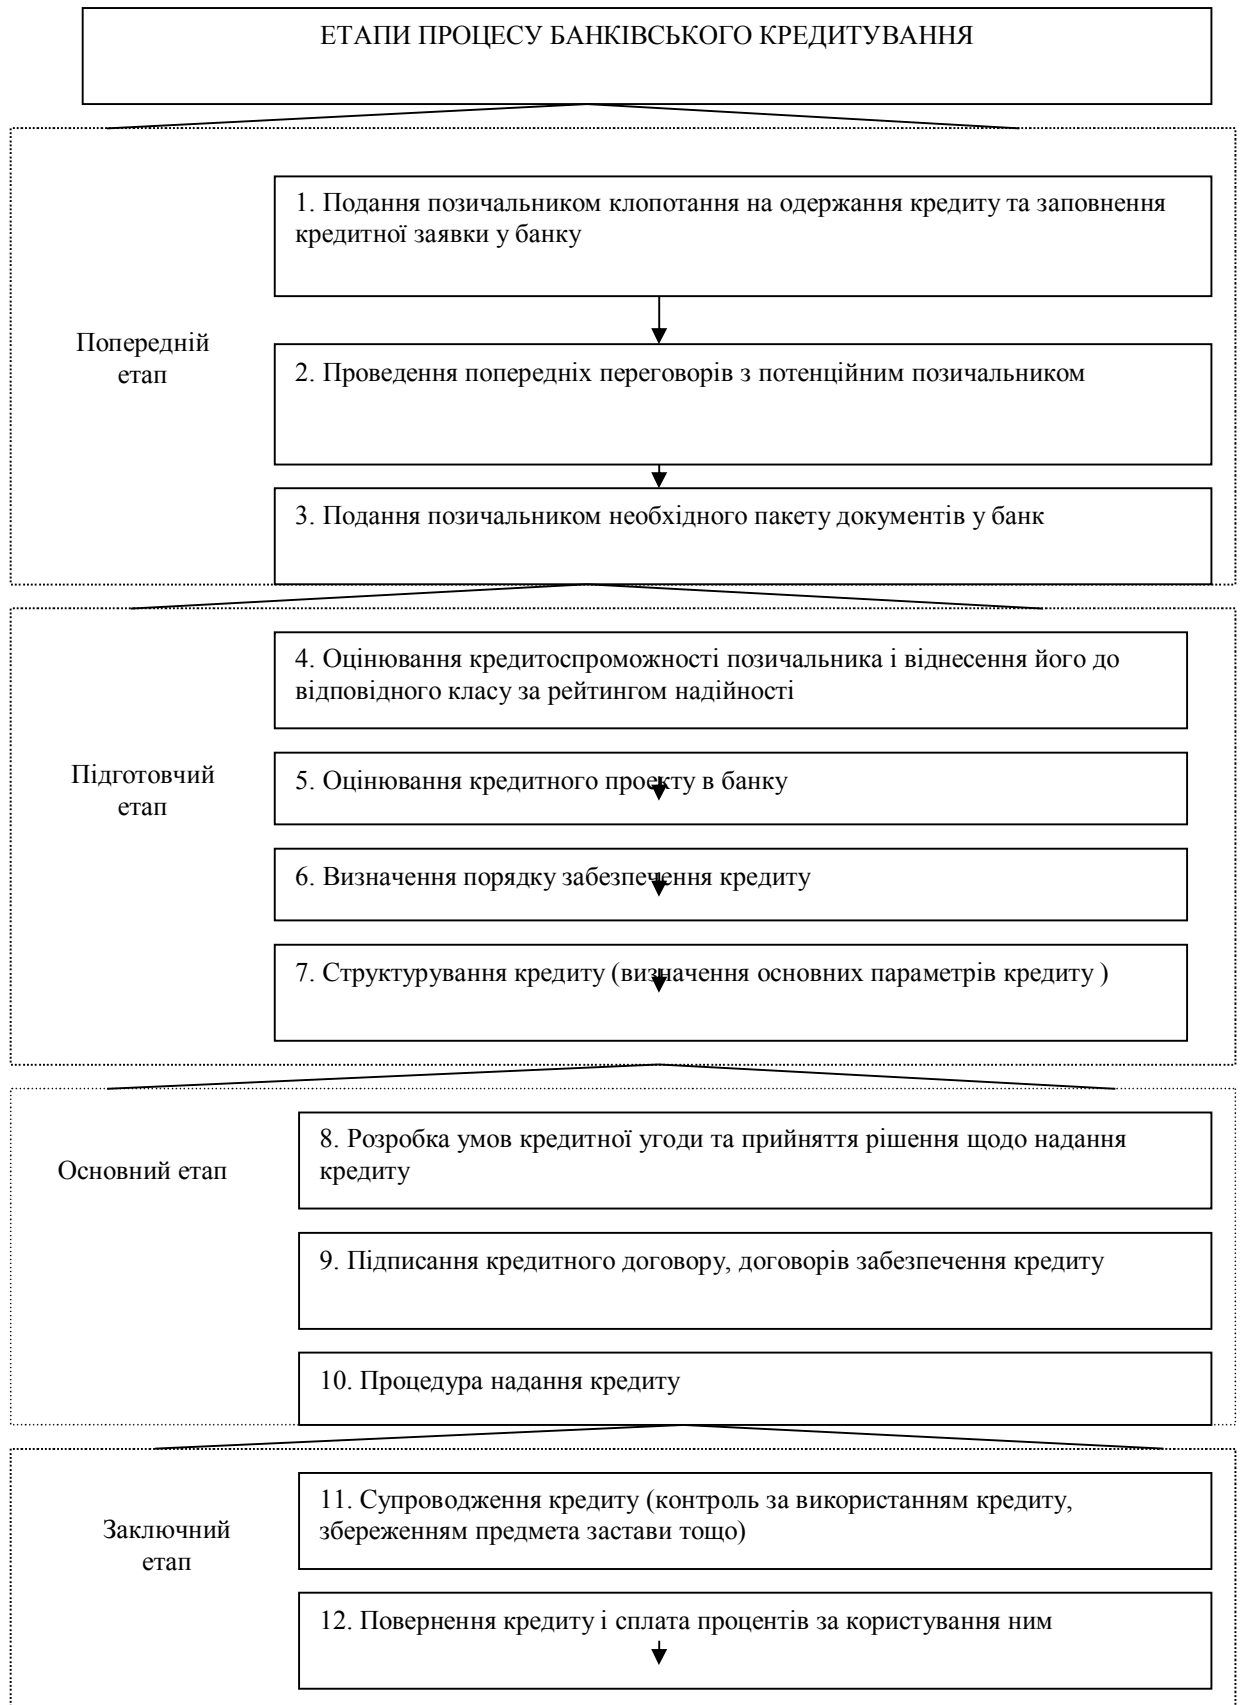 ЕТАПИ ПРОЦЕСУ БАНКІВСЬКОГО КРЕДИТУВАННЯ
Попередній
етап
1. Подання позичальником клопотання на одержання кредиту та заповнення
кредитної заявки у банку
2. Проведення попередніх переговорів з потенційним позичальником
3. Подання позичальником необхідного пакету документів у банк
Підготовчий
етап
4. Оцінювання кредитоспроможності позичальника і віднесення його до
відповідного класу за рейтингом надійності
5. Оцінювання кредитного проекту в банку
6. Визначення порядку забезпечення кредиту
7. Структурування кредиту (визначення основних параметрів кредиту )
Основний етап
8. Розробка умов кредитної угоди та прийняття рішення щодо надання
кредиту
9. Підписання кредитного договору, договорів забезпечення кредиту
10. Процедура надання кредиту
Заключний
етап
11. Супроводження кредиту (контроль за використанням кредиту,
збереженням предмета застави тощо)
12. Повернення кредиту і сплата процентів за користування ним